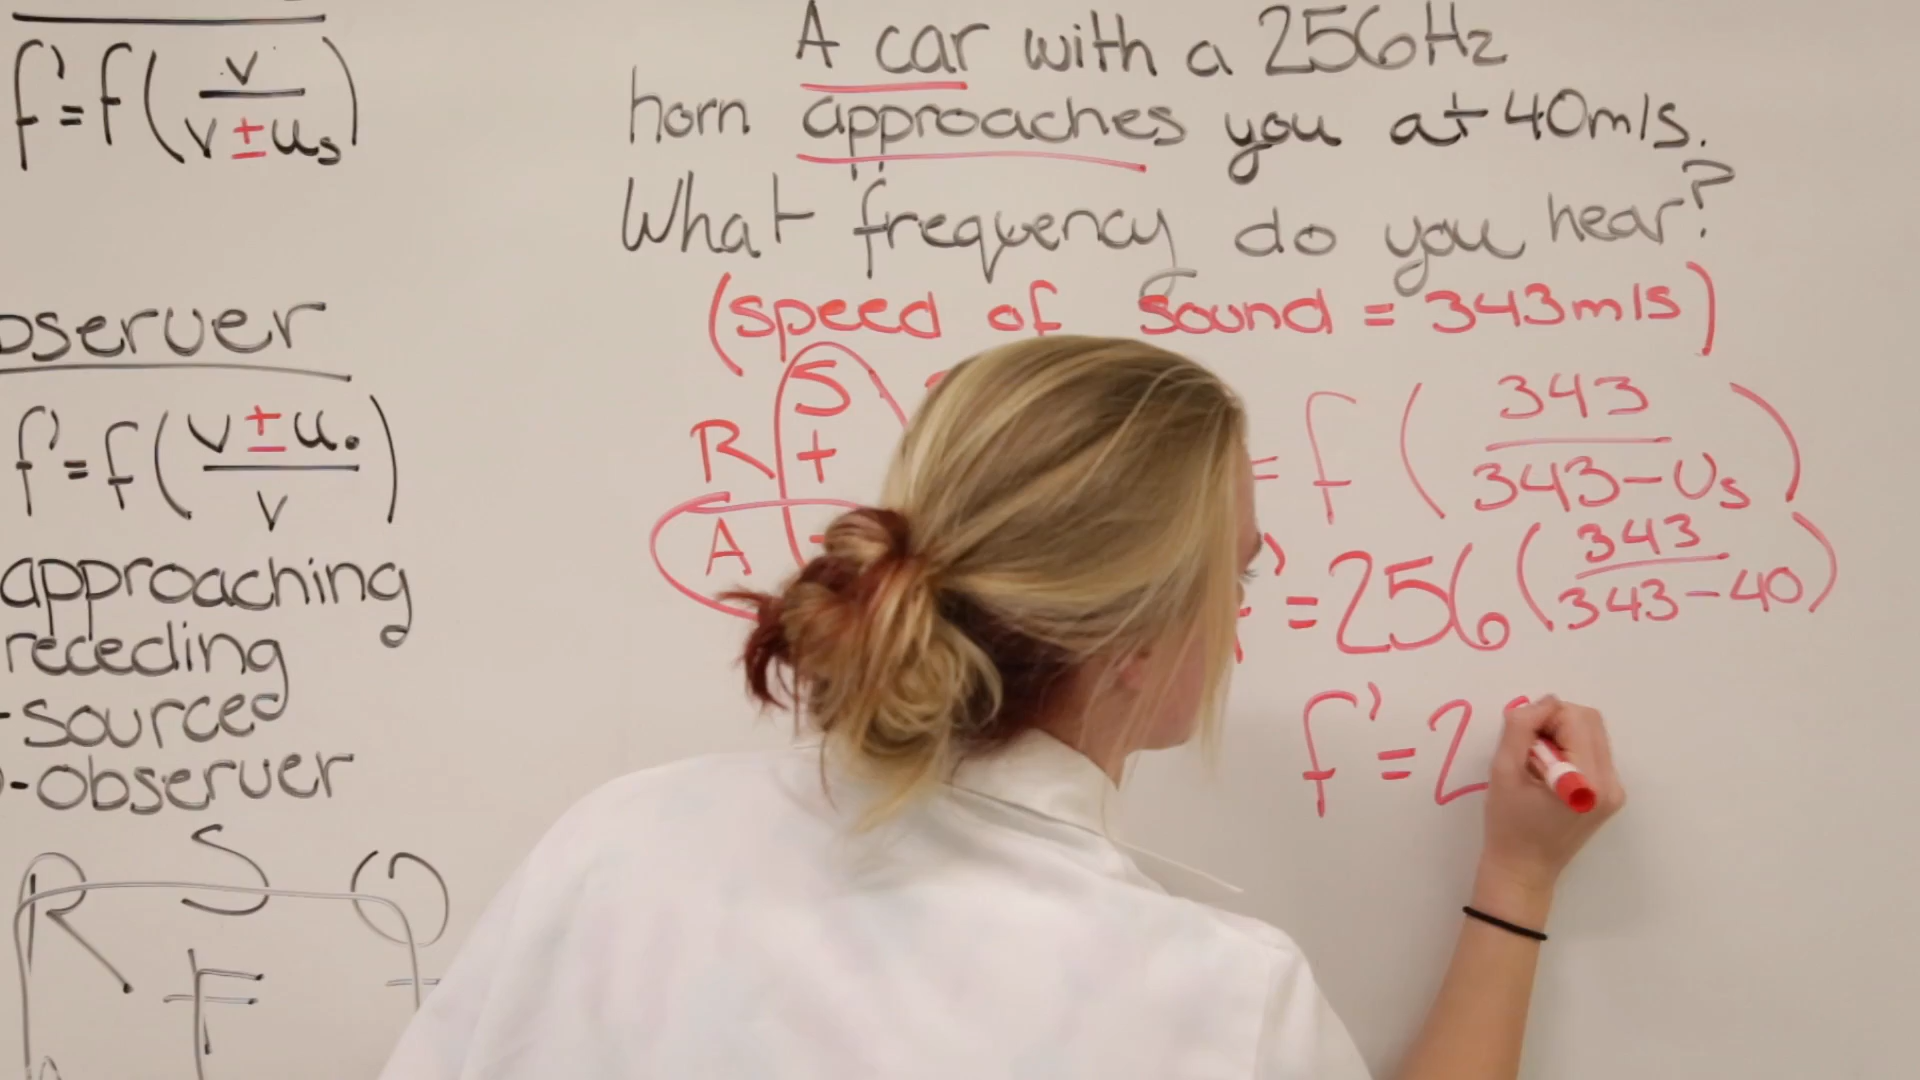 f' = f ( v / v ± us )
observer
f' = f ( v ± uo / v )
approaching
receding
- source
- observer
R S O
A car with a 256Hz
horn approaches you at 40m/s.
What frequency do you hear?
(speed of sound = 343m/s)
S
R +
A -
= f ( 343 / 343 - Us )
f' = 256 ( 343 / 343 - 40 )
f' = 2